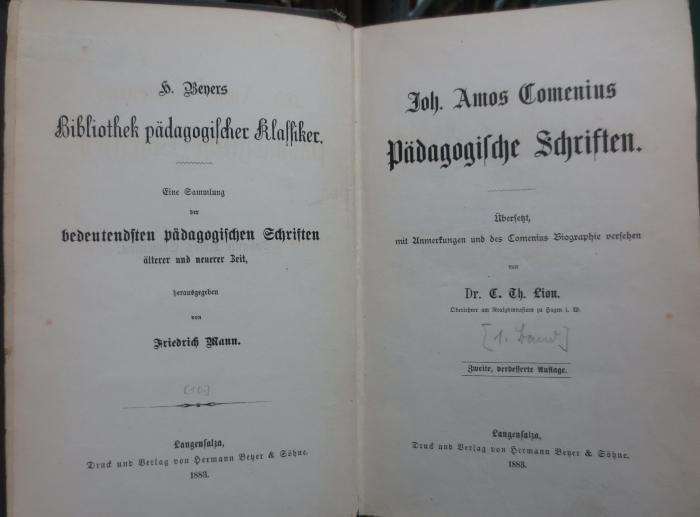 H. Beyers
Bibliothek pädagogischer Klassiker.
Eine Sammlung
der
bedeutendsten pädagogischen Schriften
älterer und neuerer Zeit,
herausgegeben
von
Friedrich Mann.
[10.]
Langensalza,
Druck und Verlag von Hermann Beyer & Söhne.
1883.
Joh. Amos Comenius
Pädagogische Schriften.
Übersetzt,
mit Anmerkungen und des Comenius Biographie versehen
von
Dr. C. Th. Lion.
Oberlehrer am Realgymnasium zu Hagen i. W.
[1. Band]
Zweite, verbesserte Auflage.
Langensalza,
Druck und Verlag von Hermann Beyer & Söhne.
1883.